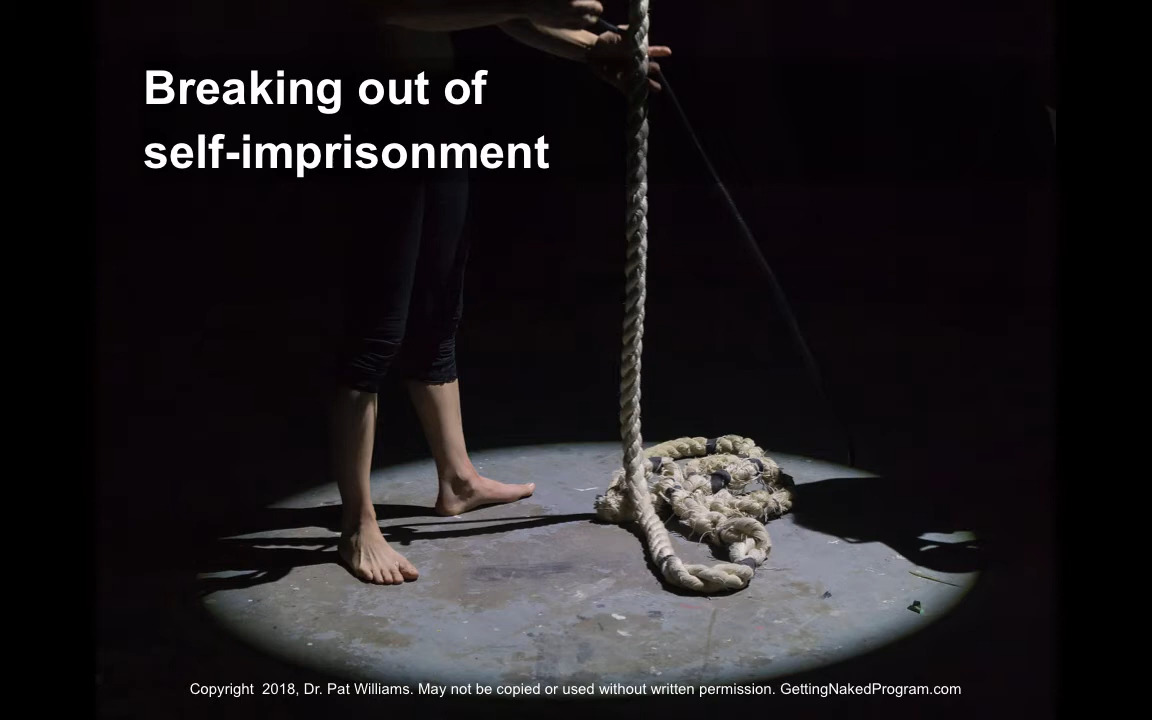 Breaking out of
self-imprisonment
Copyright  2018, Dr. Pat Williams. May not be copied or used without written permission. GettingNakedProgram.com